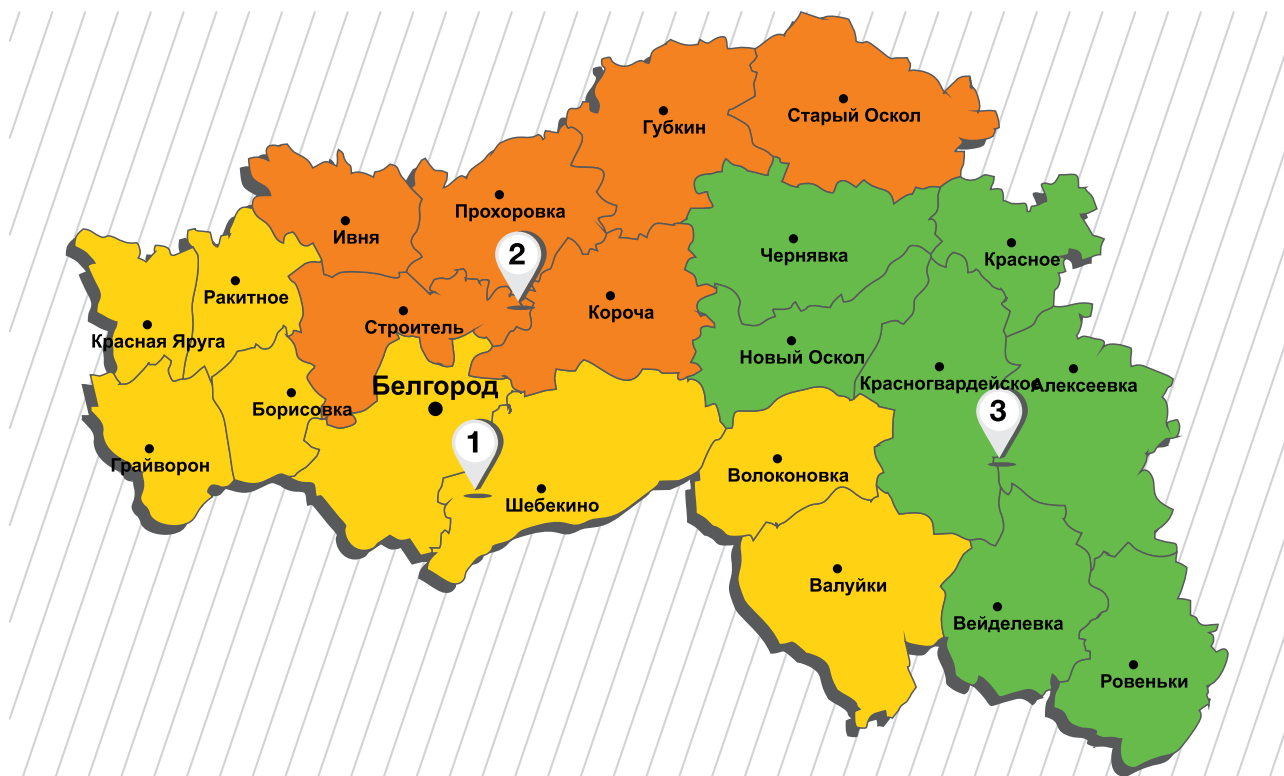 Старый Оскол
Губкин
Прохоровка
Ивня
2
Чернявка
Красное
Ракитное
Короча
Строитель
Красная Яруга
Новый Оскол
Красногвардейское
Алексеевка
Белгород
Борисовка
3
1
Грайворон
Волоконовка
Шебекино
Валуйки
Вейделевка
Ровеньки